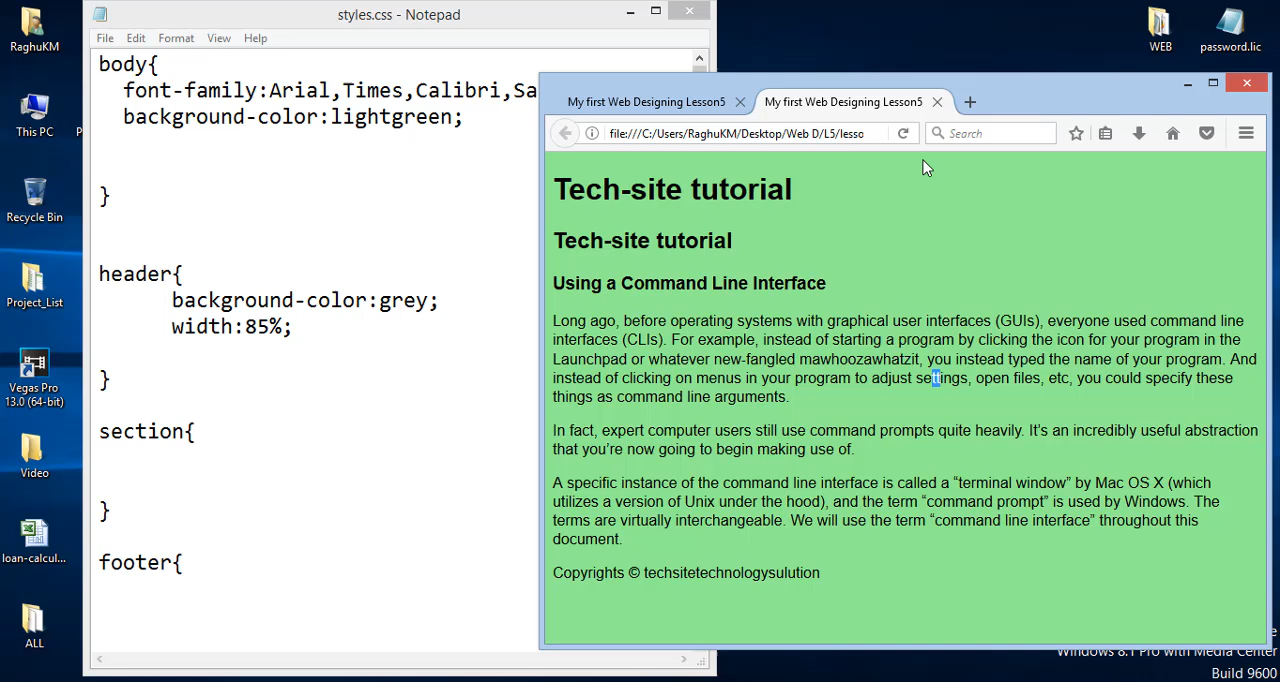 RaghuKM
This PC
P
Recycle Bin
Project_List
Vegas Pro
13.0 (64-bit)
Video
loan-calcul...
ALL
styles.css - Notepad
File Edit Format View Help
body{
font-family:Arial,Times,Calibri,Sa
background-color:lightgreen;
}
header{
background-color:grey;
width:85%;
}
section{
}
footer{
WEB
password.lic
My first Web Designing Lesson5
My first Web Designing Lesson5
file:///C:/Users/RaghuKM/Desktop/Web D/L5/lesso
Search
Tech-site tutorial
Tech-site tutorial
Using a Command Line Interface
Long ago, before operating systems with graphical user interfaces (GUIs), everyone used command line
interfaces (CLIs). For example, instead of starting a program by clicking the icon for your program in the
Launchpad or whatever new-fangled mawhoozawhatzit, you instead typed the name of your program. And
instead of clicking on menus in your program to adjust settings, open files, etc, you could specify these
things as command line arguments.
In fact, expert computer users still use command prompts quite heavily. It's an incredibly useful abstraction
that you're now going to begin making use of.
A specific instance of the command line interface is called a “terminal window” by Mac OS X (which
utilizes a version of Unix under the hood), and the term “command prompt” is used by Windows. The
terms are virtually interchangeable. We will use the term “command line interface” throughout this
document.
Copyrights © techsitetechnologysulution
Windows 8.1 Pro with Media Center
Build 9600